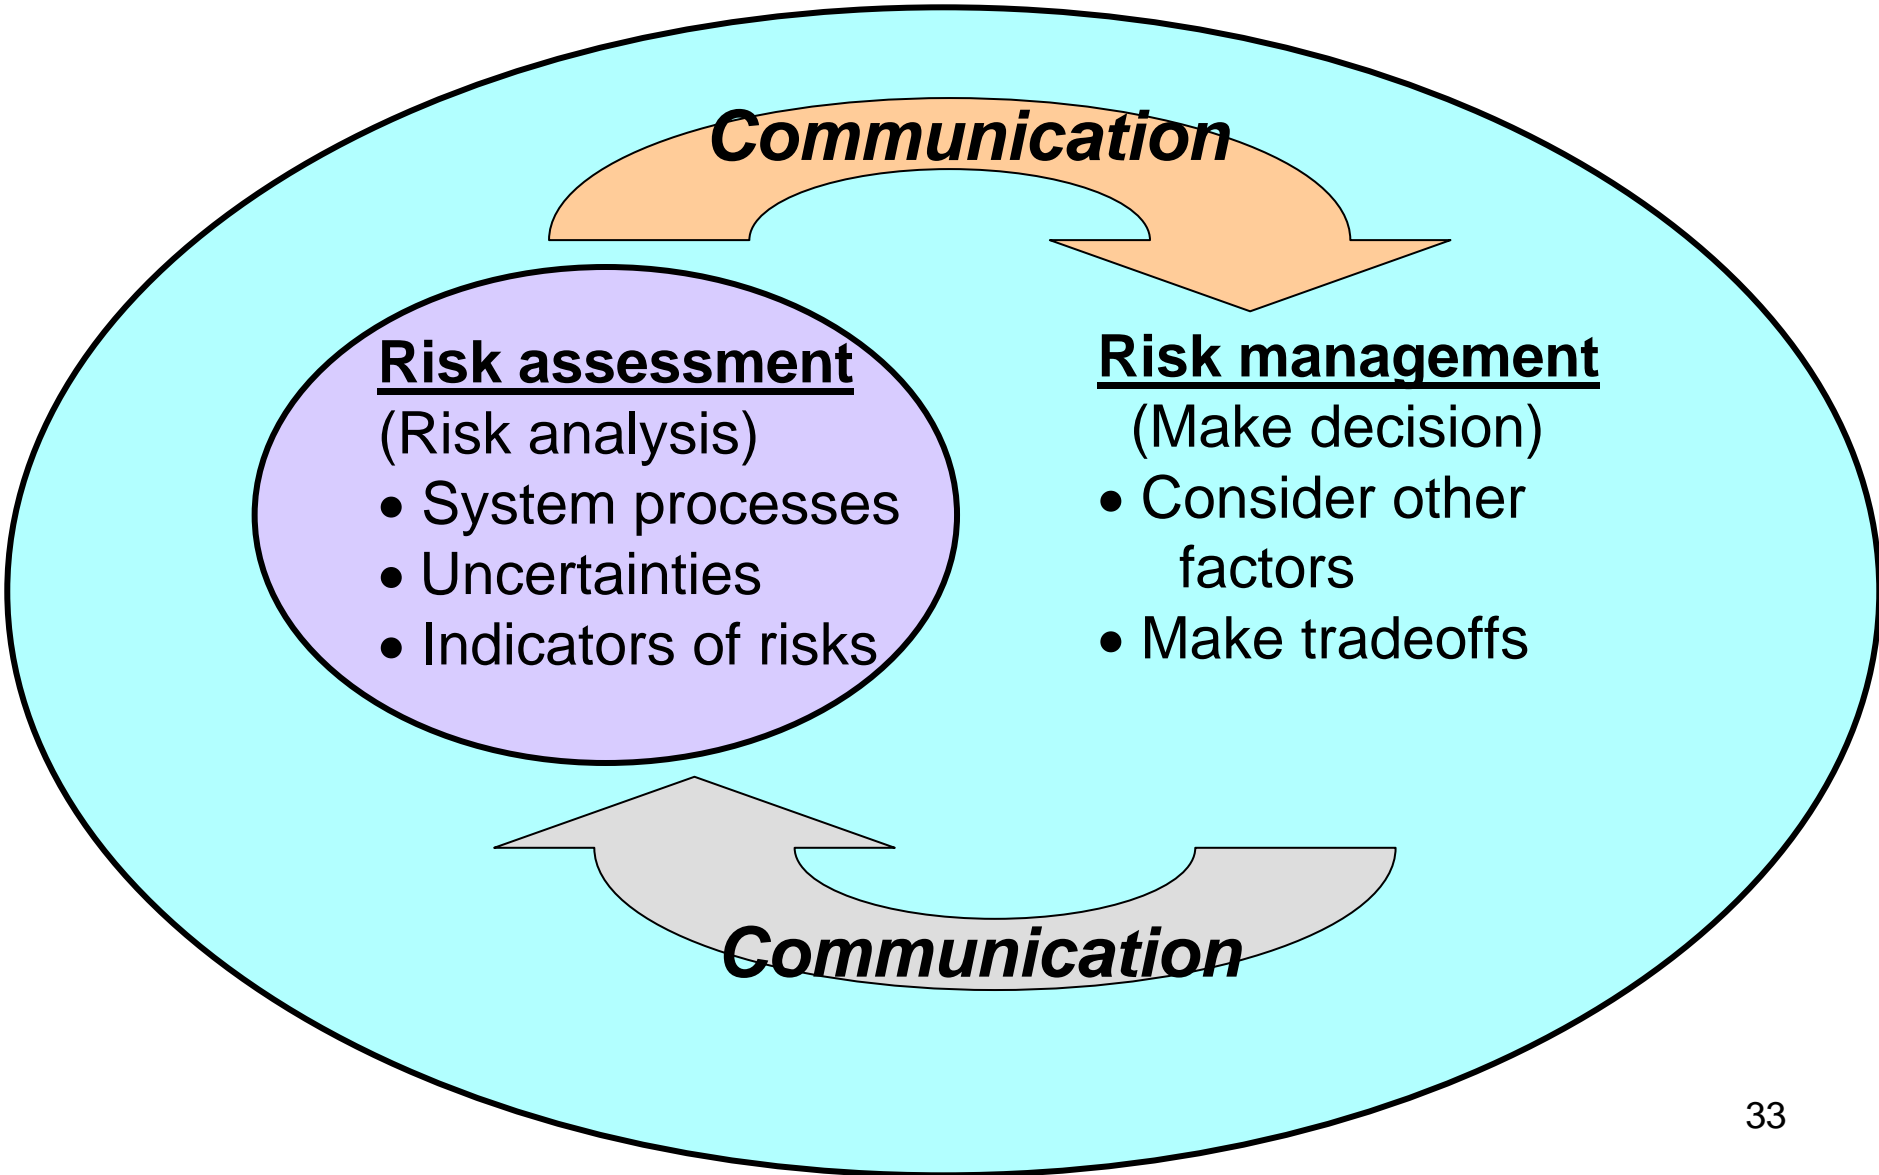 Communication
Risk assessment
(Risk analysis)
• System processes
• Uncertainties
• Indicators of risks
Risk management
(Make decision)
• Consider other
factors
• Make tradeoffs
Communication
33